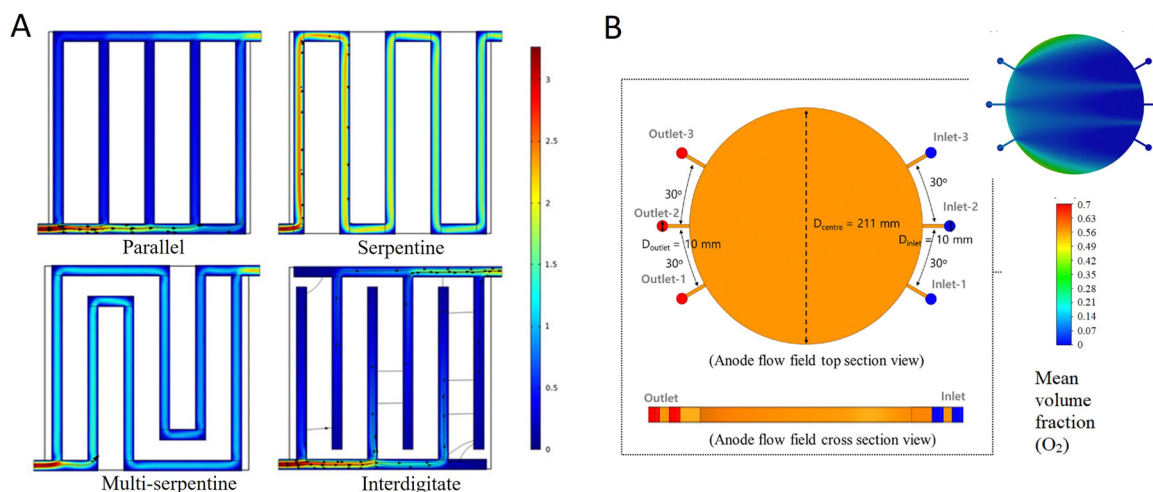 A
3
2.5
2
1.5
1
0.5
0
Parallel
Serpentine
Multi-serpentine
Interdigitate
B
Outlet-3
Inlet-3
30°
30°
Outlet-2
Inlet-2
D_centre = 211 mm
D_outlet = 10 mm
D_inlet = 10 mm
30°
30°
Outlet-1
Inlet-1
(Anode flow field top section view)
Outlet
Inlet
(Anode flow field cross section view)
0.7
0.63
0.56
0.49
0.42
0.35
0.28
0.21
0.14
0.07
0
Mean
volume
fraction
(O₂)